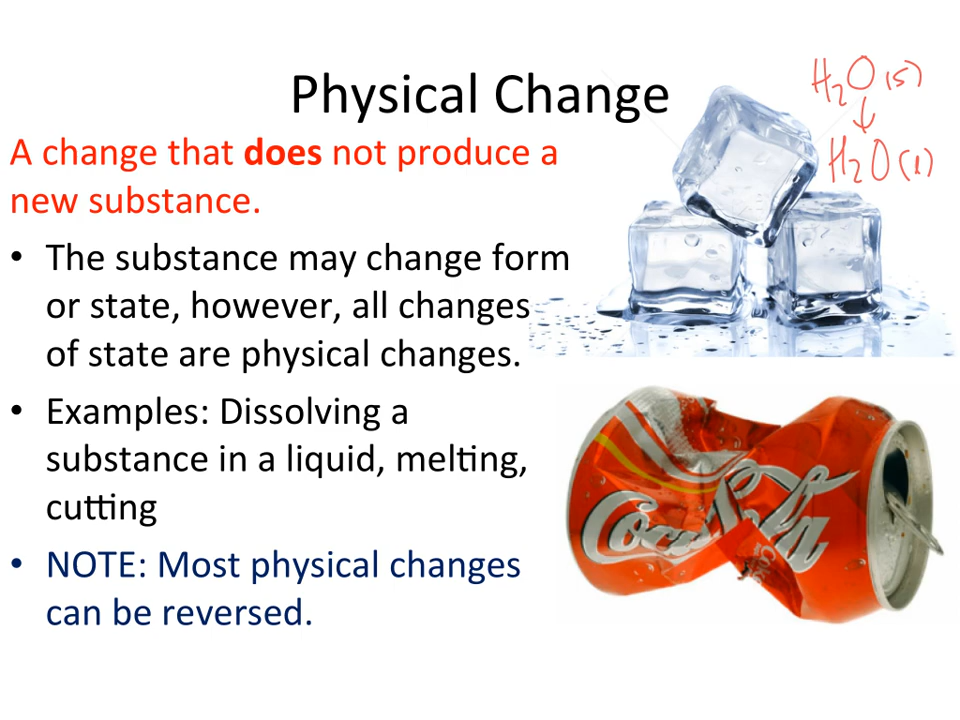 Physical Change
H₂O(s)
↓
H₂O(l)
A change that does not produce a
new substance.
• The substance may change form
or state, however, all changes
of state are physical changes.
• Examples: Dissolving a
substance in a liquid, melting,
cutting
• NOTE: Most physical changes
can be reversed.
Coca-Cola